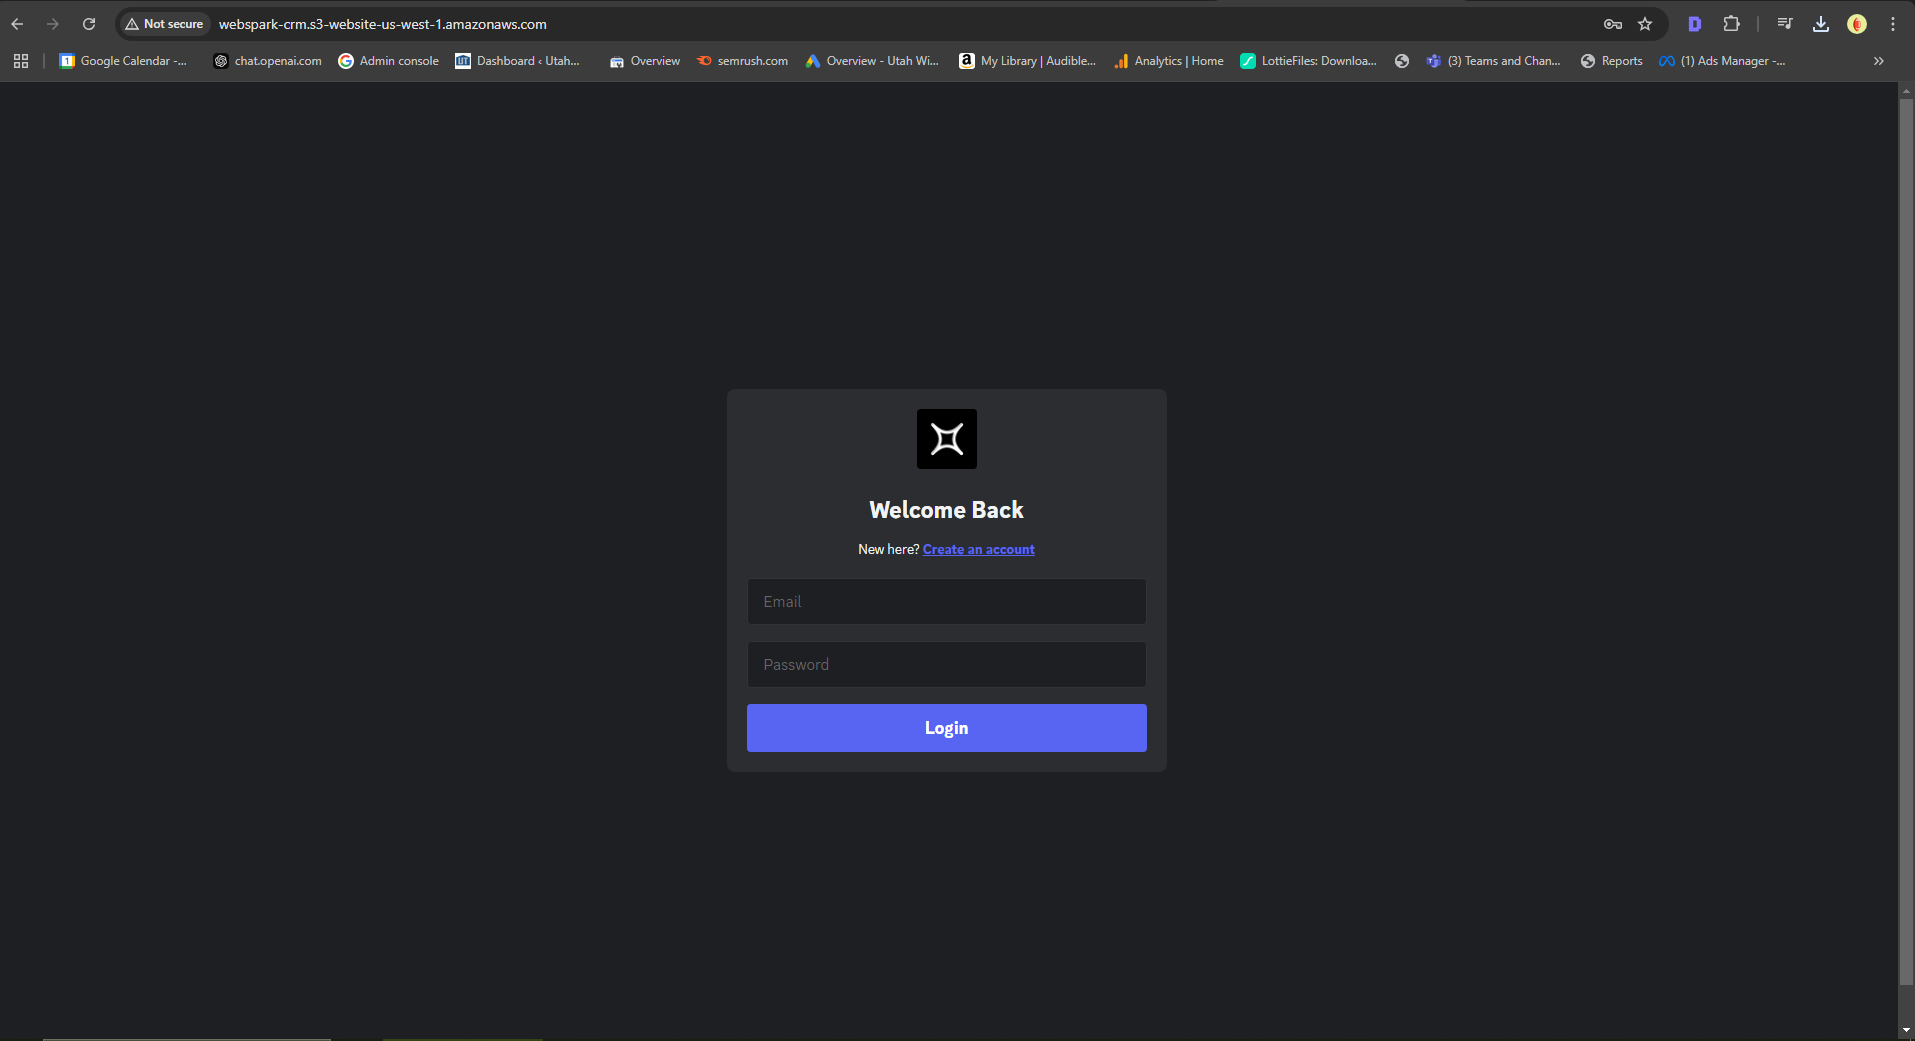 Not secure webspark-crm.s3-website-us-west-1.amazonaws.com
1 Google Calendar -... chat.openai.com Admin console UT Dashboard ‹ Utah... Overview semrush.com Overview - Utah Wi... My Library | Audible... Analytics | Home LottieFiles: Downloa... (3) Teams and Chan... Reports (1) Ads Manager -...
Welcome Back
New here? Create an account
Email
Password
Login